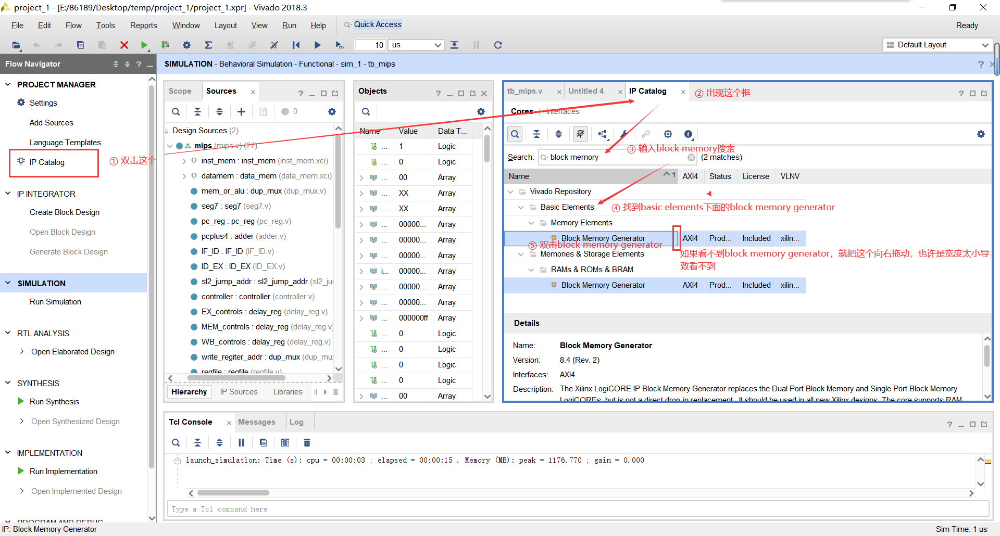 project_1 - [E:/86189/Desktop/temp/project_1/project_1.xpr] - Vivado 2018.3
File Edit Flow Tools Reports Window Layout View Run Help Quick Access Ready
10 us Default Layout
Flow Navigator
SIMULATION - Behavioral Simulation - Functional - sim_1 - tb_mips
PROJECT MANAGER
Settings
Add Sources
Language Templates
IP Catalog
① 双击这个
IP INTEGRATOR
Create Block Design
Open Block Design
Generate Block Design
SIMULATION
Run Simulation
RTL ANALYSIS
Open Elaborated Design
SYNTHESIS
Run Synthesis
Open Synthesized Design
IMPLEMENTATION
Run Implementation
Open Implemented Design
PROGRAM AND DEBUG
Scope Sources
0
Design Sources (2)
mips (mips.v) (27)
inst_mem : inst_mem (inst_mem.xci)
datamem : data_mem (data_mem.xci)
mem_or_alu : dup_mux (dup_mux.v)
seg7 : seg7 (seg7.v)
pc_reg : pc_reg (pc_reg.v)
pcplus4 : adder (adder.v)
IF_ID : IF_ID (IF_ID.v)
ID_EX : ID_EX (ID_EX.v)
sl2_jump_addr : sl2_jump_addr (sl2_ju
controller : controller (controller.v)
EX_controls : delay_reg (delay_reg.v)
MEM_controls : delay_reg (delay_reg.v)
WB_controls : delay_reg (delay_reg.v)
write_regiter_addr : dup_mux (dup_mu
regfile : regfile (regfile.v)
Hierarchy IP Sources Libraries
Objects
Name Value Data T...
... 1 Logic
... 0 Logic
... 00 Array
... XX Array
... XX Array
... 00000... Array
... 00000... Array
... 00000... Array
i... 00000... Array
... 00000... Array
... 00000... Array
... 000000ff Array
... 0 Logic
... 0 Logic
... 0 Logic
... 0 Logic
... 00 Array
tb_mips.v Untitled 4 IP Catalog
② 出现这个框
Cores | Interfaces
③ 输入block memory搜索
Search: block memory (2 matches)
Name 1 AXI4 Status License VLNV
Vivado Repository
Basic Elements
④ 找到basic elements下面的block memory generator
Memory Elements
Block Memory Generator AXI4 Prod... Included xilin...
⑤ 双击block memory generator
如果看不到block memory generator，就把这个向右拖动，也许是宽度太小导
致看不到
Memories & Storage Elements
RAMs & ROMs & BRAM
Block Memory Generator AXI4 Prod... Included xilin...
Details
Name: Block Memory Generator
Version: 8.4 (Rev. 2)
Interfaces: AXI4
Description: The Xilinx LogiCORE IP Block Memory Generator replaces the Dual Port Block Memory and Single Port Block Memory
LogiCOREs, but is not a direct drop-in replacement. It should be used in all new Xilinx designs. The core supports RAM
Tcl Console Messages Log
launch_simulation: Time (s): cpu = 00:00:03 ; elapsed = 00:00:15 . Memory (MB): peak = 1176.770 ; gain = 0.000
Type a Tcl command here
IP: Block Memory Generator
Sim Time: 1 us